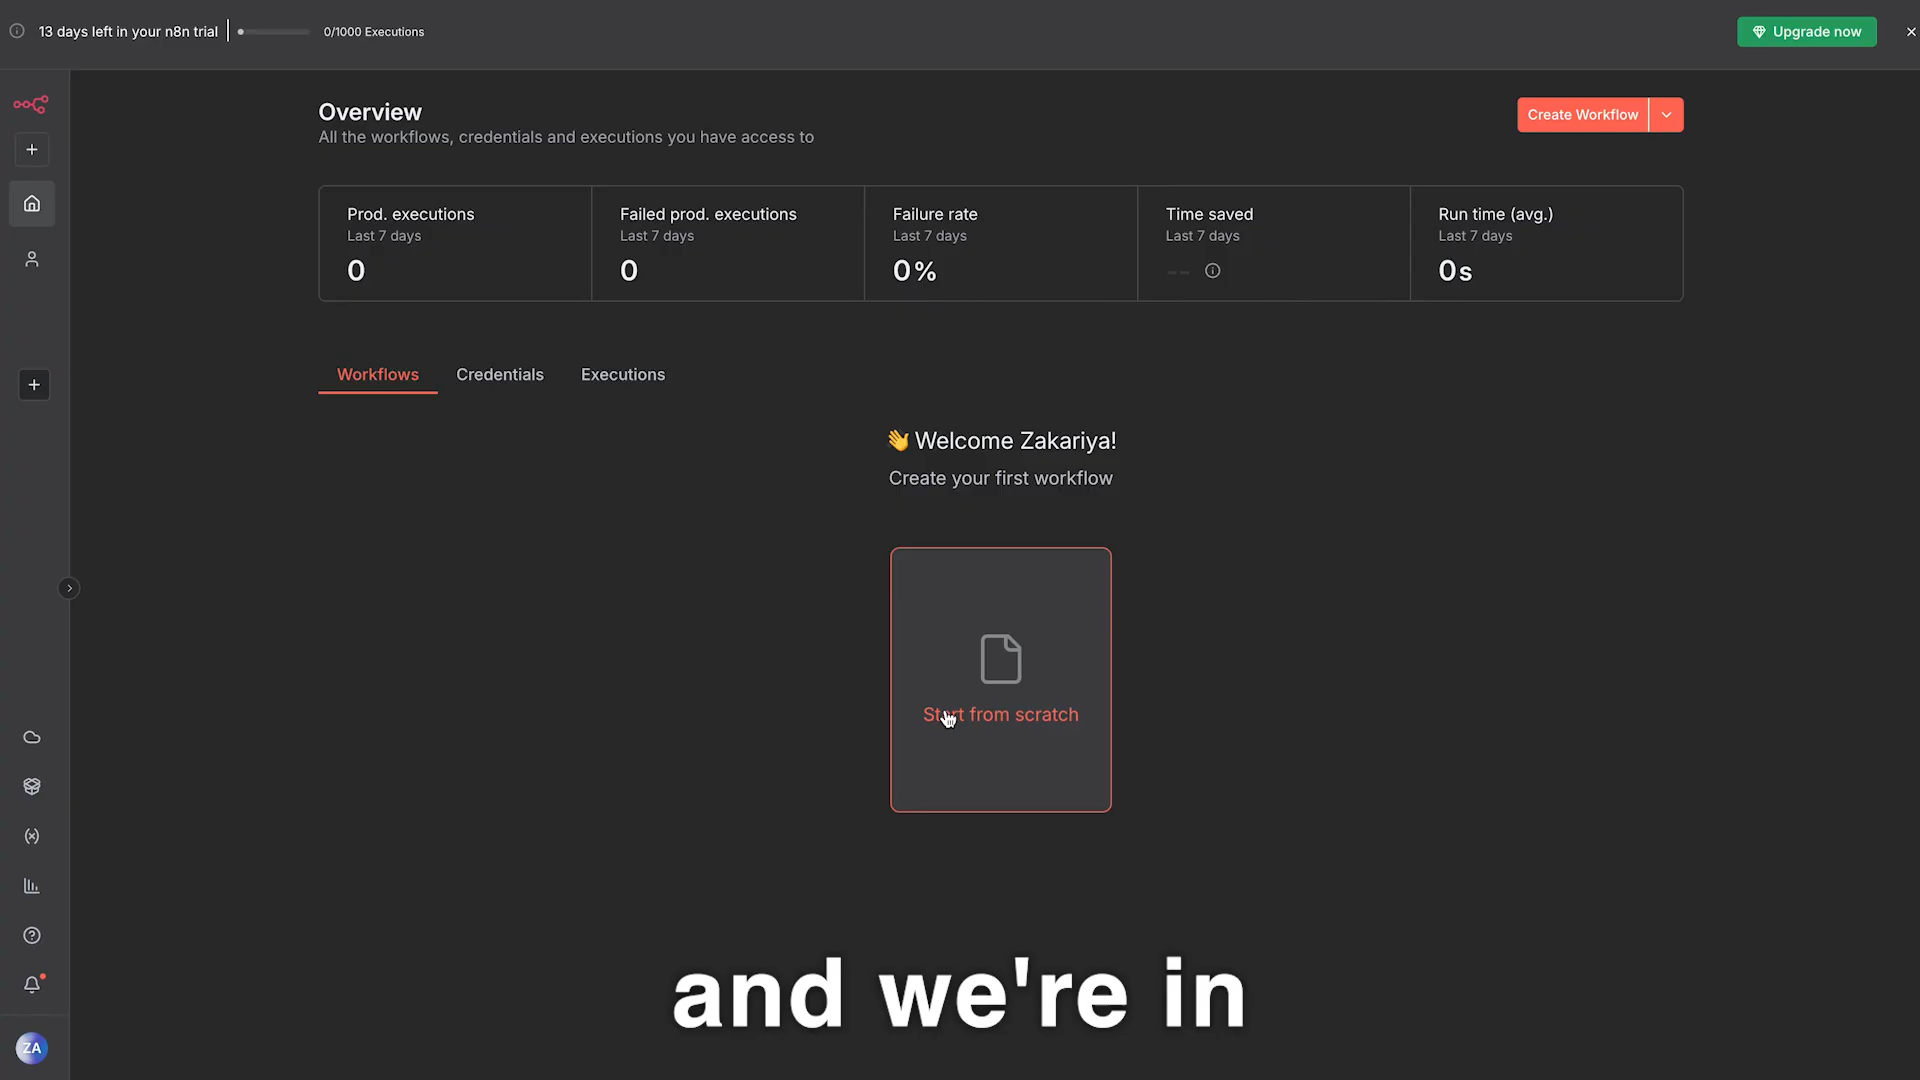 13 days left in your n8n trial
0/1000 Executions
Upgrade now
Overview
All the workflows, credentials and executions you have access to
Create Workflow
Prod. executions
Last 7 days
0
Failed prod. executions
Last 7 days
0
Failure rate
Last 7 days
0%
Time saved
Last 7 days
--
Run time (avg.)
Last 7 days
0s
Workflows
Credentials
Executions
👋 Welcome Zakariya!
Create your first workflow
Start from scratch
and we're in
ZA